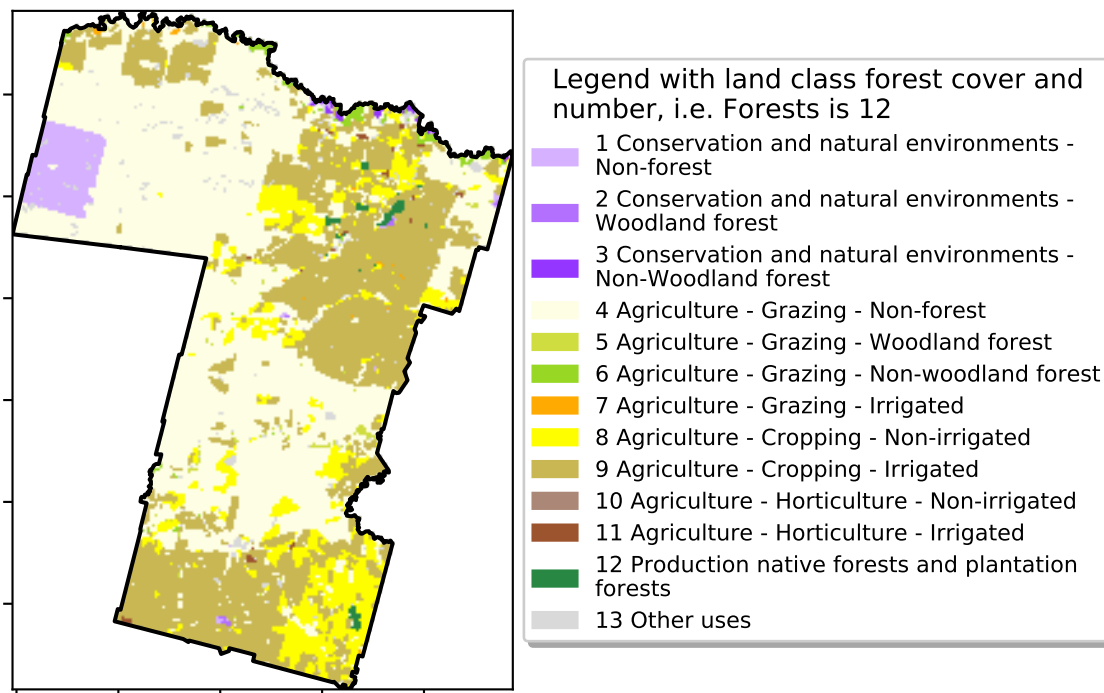 Legend with land class forest cover and
number, i.e. Forests is 12
1 Conservation and natural environments -
Non-forest
2 Conservation and natural environments -
Woodland forest
3 Conservation and natural environments -
Non-Woodland forest
4 Agriculture - Grazing - Non-forest
5 Agriculture - Grazing - Woodland forest
6 Agriculture - Grazing - Non-woodland forest
7 Agriculture - Grazing - Irrigated
8 Agriculture - Cropping - Non-irrigated
9 Agriculture - Cropping - Irrigated
10 Agriculture - Horticulture - Non-irrigated
11 Agriculture - Horticulture - Irrigated
12 Production native forests and plantation
forests
13 Other uses